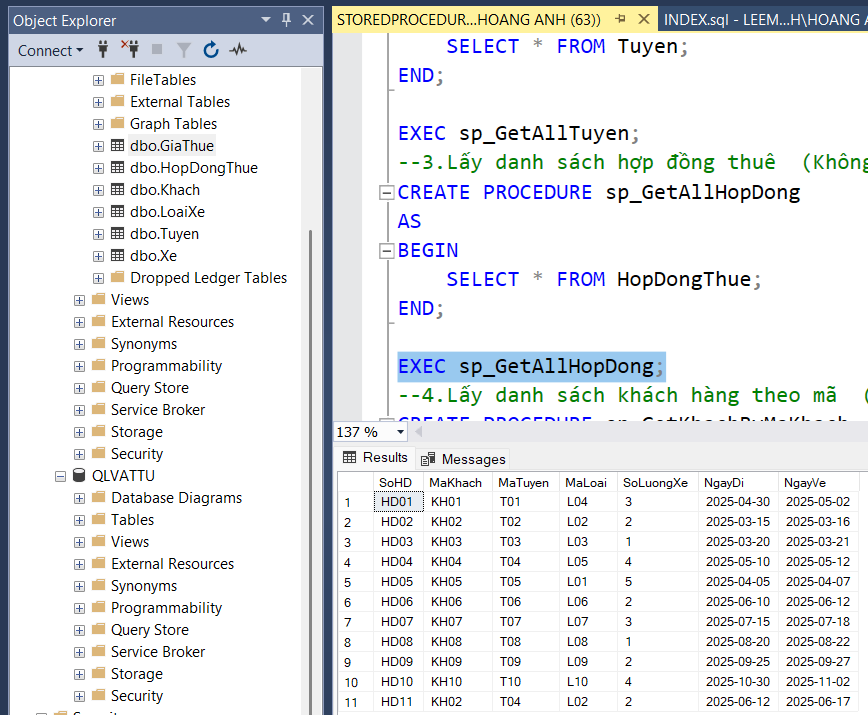 Object Explorer
Connect
FileTables
External Tables
Graph Tables
dbo.GiaThue
dbo.HopDongThue
dbo.Khach
dbo.LoaiXe
dbo.Tuyen
dbo.Xe
Dropped Ledger Tables
Views
External Resources
Synonyms
Programmability
Query Store
Service Broker
Storage
Security
QLVATTU
Database Diagrams
Tables
Views
External Resources
Synonyms
Programmability
Query Store
Service Broker
Storage
Security
STOREDPROCEDUR...HOANG ANH (63)) INDEX.sql - LEEM...H\HOANG A
SELECT * FROM Tuyen;
END;
EXEC sp_GetAllTuyen;
--3.Lấy danh sách hợp đồng thuê (Không
CREATE PROCEDURE sp_GetAllHopDong
AS
BEGIN
SELECT * FROM HopDongThue;
END;
EXEC sp_GetAllHopDong;
--4.Lấy danh sách khách hàng theo mã (
CREATE PROCEDURE sp_GetKhachByMaKhach
137 %
Results Messages
SoHD MaKhach MaTuyen MaLoai SoLuongXe NgayDi NgayVe
1 HD01 KH01 T01 L04 3 2025-04-30 2025-05-02
2 HD02 KH02 T02 L02 2 2025-03-15 2025-03-16
3 HD03 KH03 T03 L03 1 2025-03-20 2025-03-21
4 HD04 KH04 T04 L05 4 2025-05-10 2025-05-12
5 HD05 KH05 T05 L01 5 2025-04-05 2025-04-07
6 HD06 KH06 T06 L06 2 2025-06-10 2025-06-12
7 HD07 KH07 T07 L07 3 2025-07-15 2025-07-18
8 HD08 KH08 T08 L08 1 2025-08-20 2025-08-22
9 HD09 KH09 T09 L09 2 2025-09-25 2025-09-27
10 HD10 KH10 T10 L10 4 2025-10-30 2025-11-02
11 HD11 KH02 T04 L02 2 2025-06-12 2025-06-17